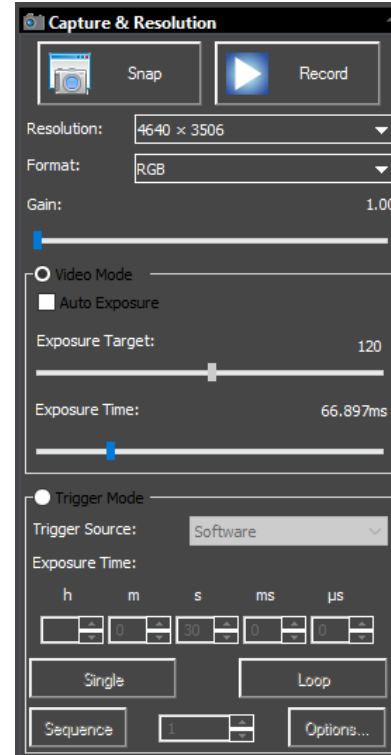 Capture & Resolution
Snap Record
Resolution: 4640 × 3506
Format: RGB
Gain: 1.00
Video Mode
Auto Exposure
Exposure Target: 120
Exposure Time: 66.897ms
Trigger Mode
Trigger Source: Software
Exposure Time:
h m s ms µs
0 30 0 0
Single Loop
Sequence 1 Options...